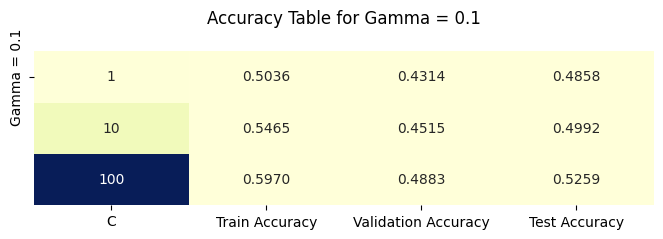 Accuracy Table for Gamma = 0.1
Gamma = 0.1
1 0.5036 0.4314 0.4858
10 0.5465 0.4515 0.4992
100 0.5970 0.4883 0.5259
C Train Accuracy Validation Accuracy Test Accuracy